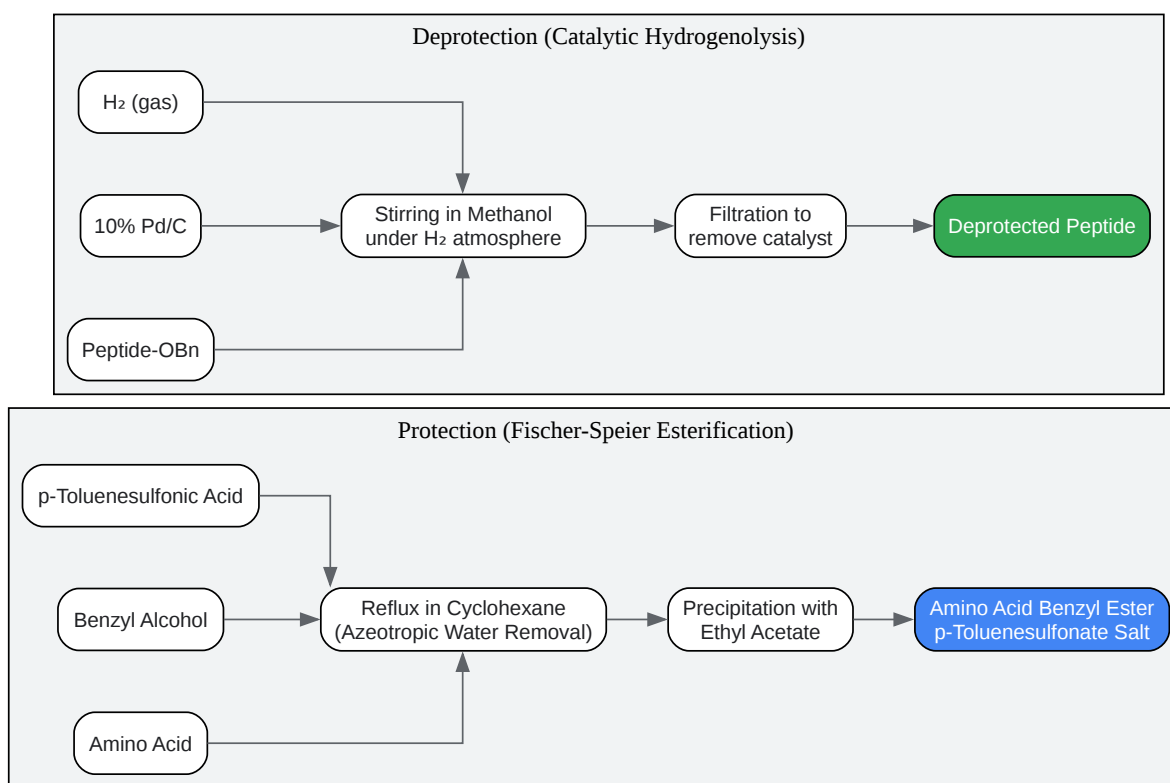 Deprotection (Catalytic Hydrogenolysis)
H₂ (gas)
10% Pd/C
Peptide-OBn
Stirring in Methanol
under H₂ atmosphere
Filtration to
remove catalyst
Deprotected Peptide
Protection (Fischer-Speier Esterification)
p-Toluenesulfonic Acid
Benzyl Alcohol
Amino Acid
Reflux in Cyclohexane
(Azeotropic Water Removal)
Precipitation with
Ethyl Acetate
Amino Acid Benzyl Ester
p-Toluenesulfonate Salt